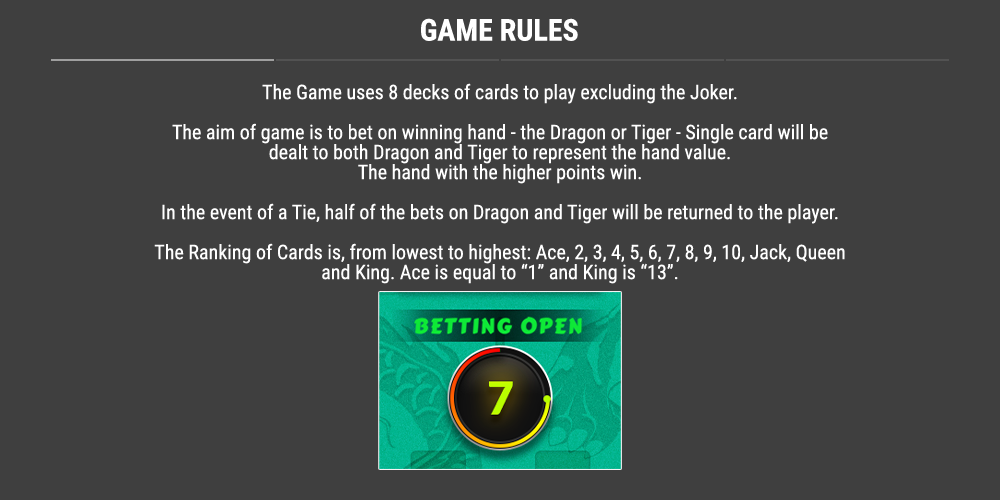 GAME RULES
The Game uses 8 decks of cards to play excluding the Joker.
The aim of game is to bet on winning hand - the Dragon or Tiger - Single card will be
dealt to both Dragon and Tiger to represent the hand value.
The hand with the higher points win.
In the event of a Tie, half of the bets on Dragon and Tiger will be returned to the player.
The Ranking of Cards is, from lowest to highest: Ace, 2, 3, 4, 5, 6, 7, 8, 9, 10, Jack, Queen
and King. Ace is equal to “1” and King is “13”.
BETTING OPEN
7